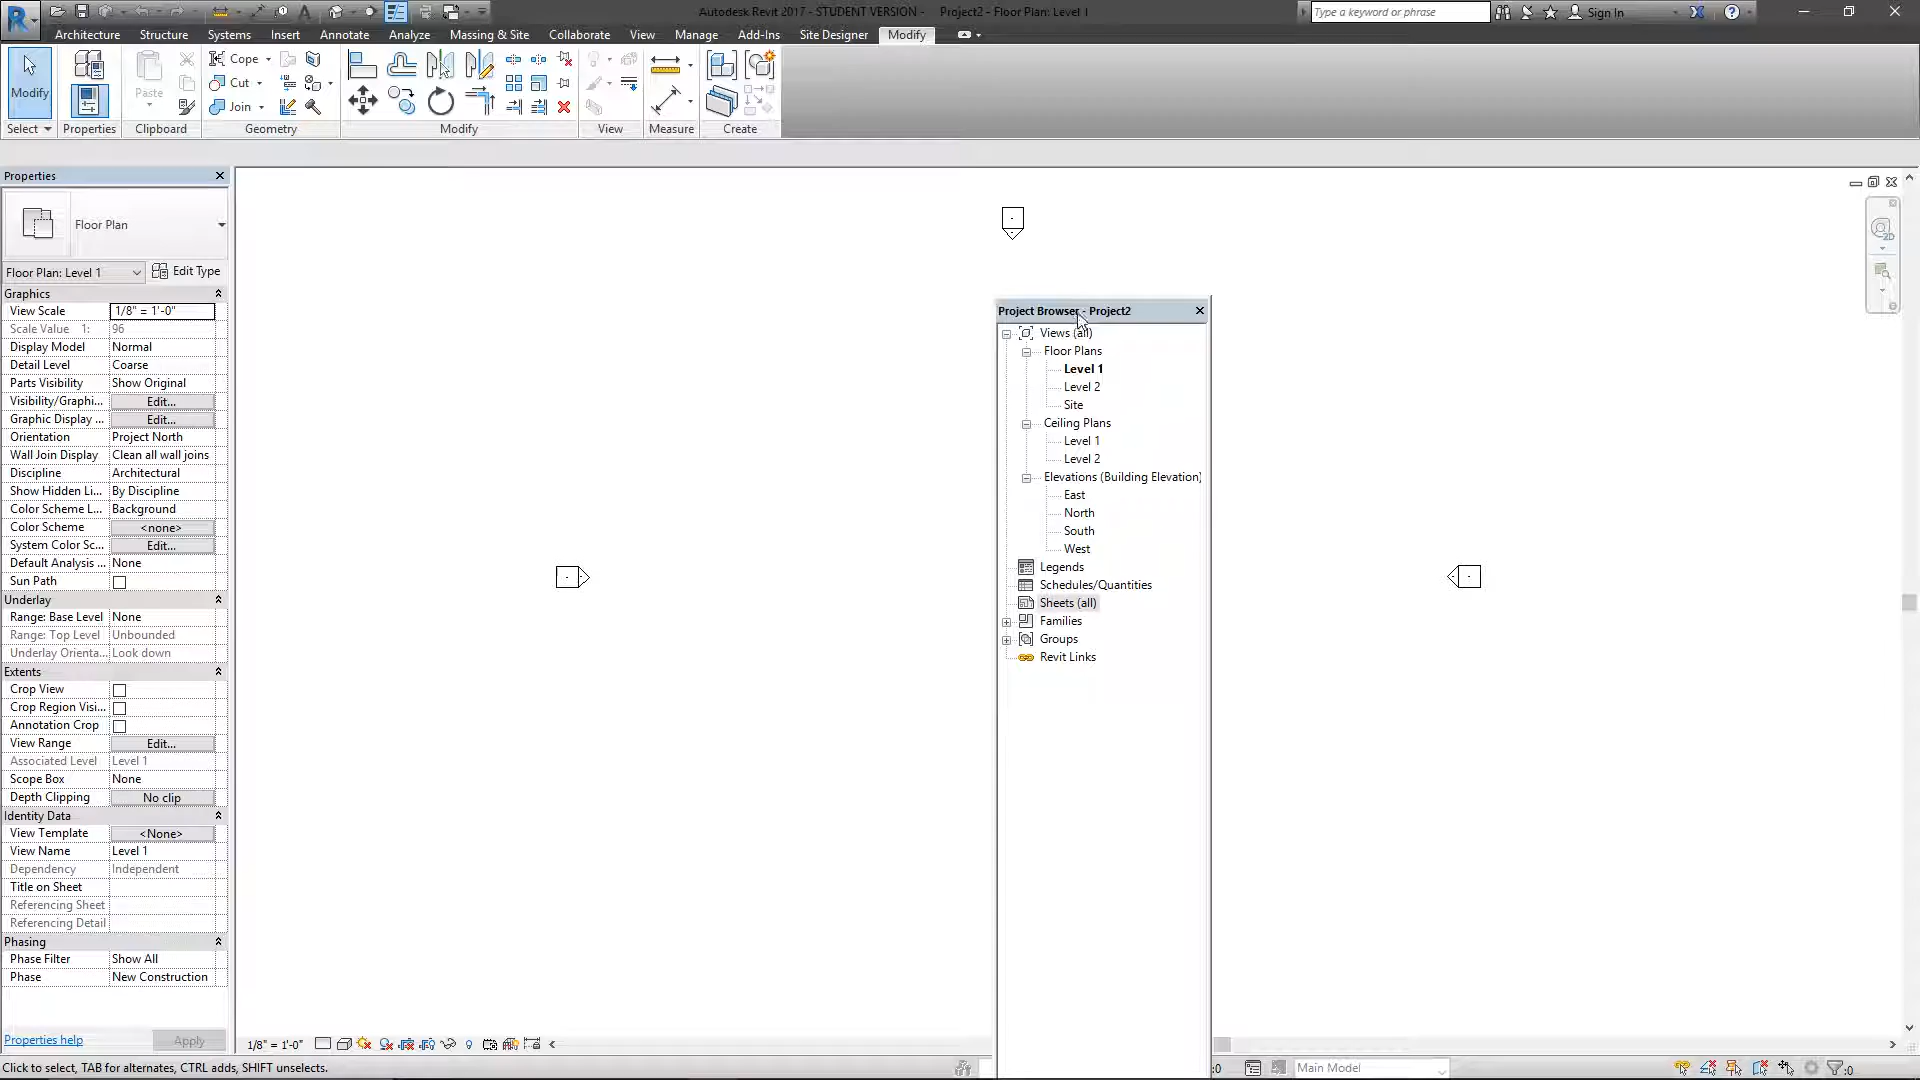 Autodesk Revit 2017 - STUDENT VERSION - Project2 - Floor Plan: Level 1
Type a keyword or phrase
Sign In
Architecture Structure Systems Insert Annotate Analyze Massing & Site Collaborate View Manage Add-Ins Site Designer Modify
Modify
Select
Properties
Paste
Clipboard
Cope
Cut
Join
Geometry
Modify
View
Measure
Create
Properties
Floor Plan
Floor Plan: Level 1
Edit Type
Graphics
View Scale 1/8" = 1'-0"
Scale Value 1: 96
Display Model Normal
Detail Level Coarse
Parts Visibility Show Original
Visibility/Graphi... Edit...
Graphic Display ... Edit...
Orientation Project North
Wall Join Display Clean all wall joins
Discipline Architectural
Show Hidden Li... By Discipline
Color Scheme L... Background
Color Scheme <none>
System Color Sc... Edit...
Default Analysis ... None
Sun Path
Underlay
Range: Base Level None
Range: Top Level Unbounded
Underlay Orienta... Look down
Extents
Crop View
Crop Region Visi...
Annotation Crop
View Range Edit...
Associated Level Level 1
Scope Box None
Depth Clipping No clip
Identity Data
View Template <None>
View Name Level 1
Dependency Independent
Title on Sheet
Referencing Sheet
Referencing Detail
Phasing
Phase Filter Show All
Phase New Construction
Properties help
Apply
Project Browser - Project2
Views (all)
Floor Plans
Level 1
Level 2
Site
Ceiling Plans
Level 1
Level 2
Elevations (Building Elevation)
East
North
South
West
Legends
Schedules/Quantities
Sheets (all)
Families
Groups
Revit Links
2D
1/8" = 1'-0"
Click to select, TAB for alternates, CTRL adds, SHIFT unselects.
:0
Main Model
:0